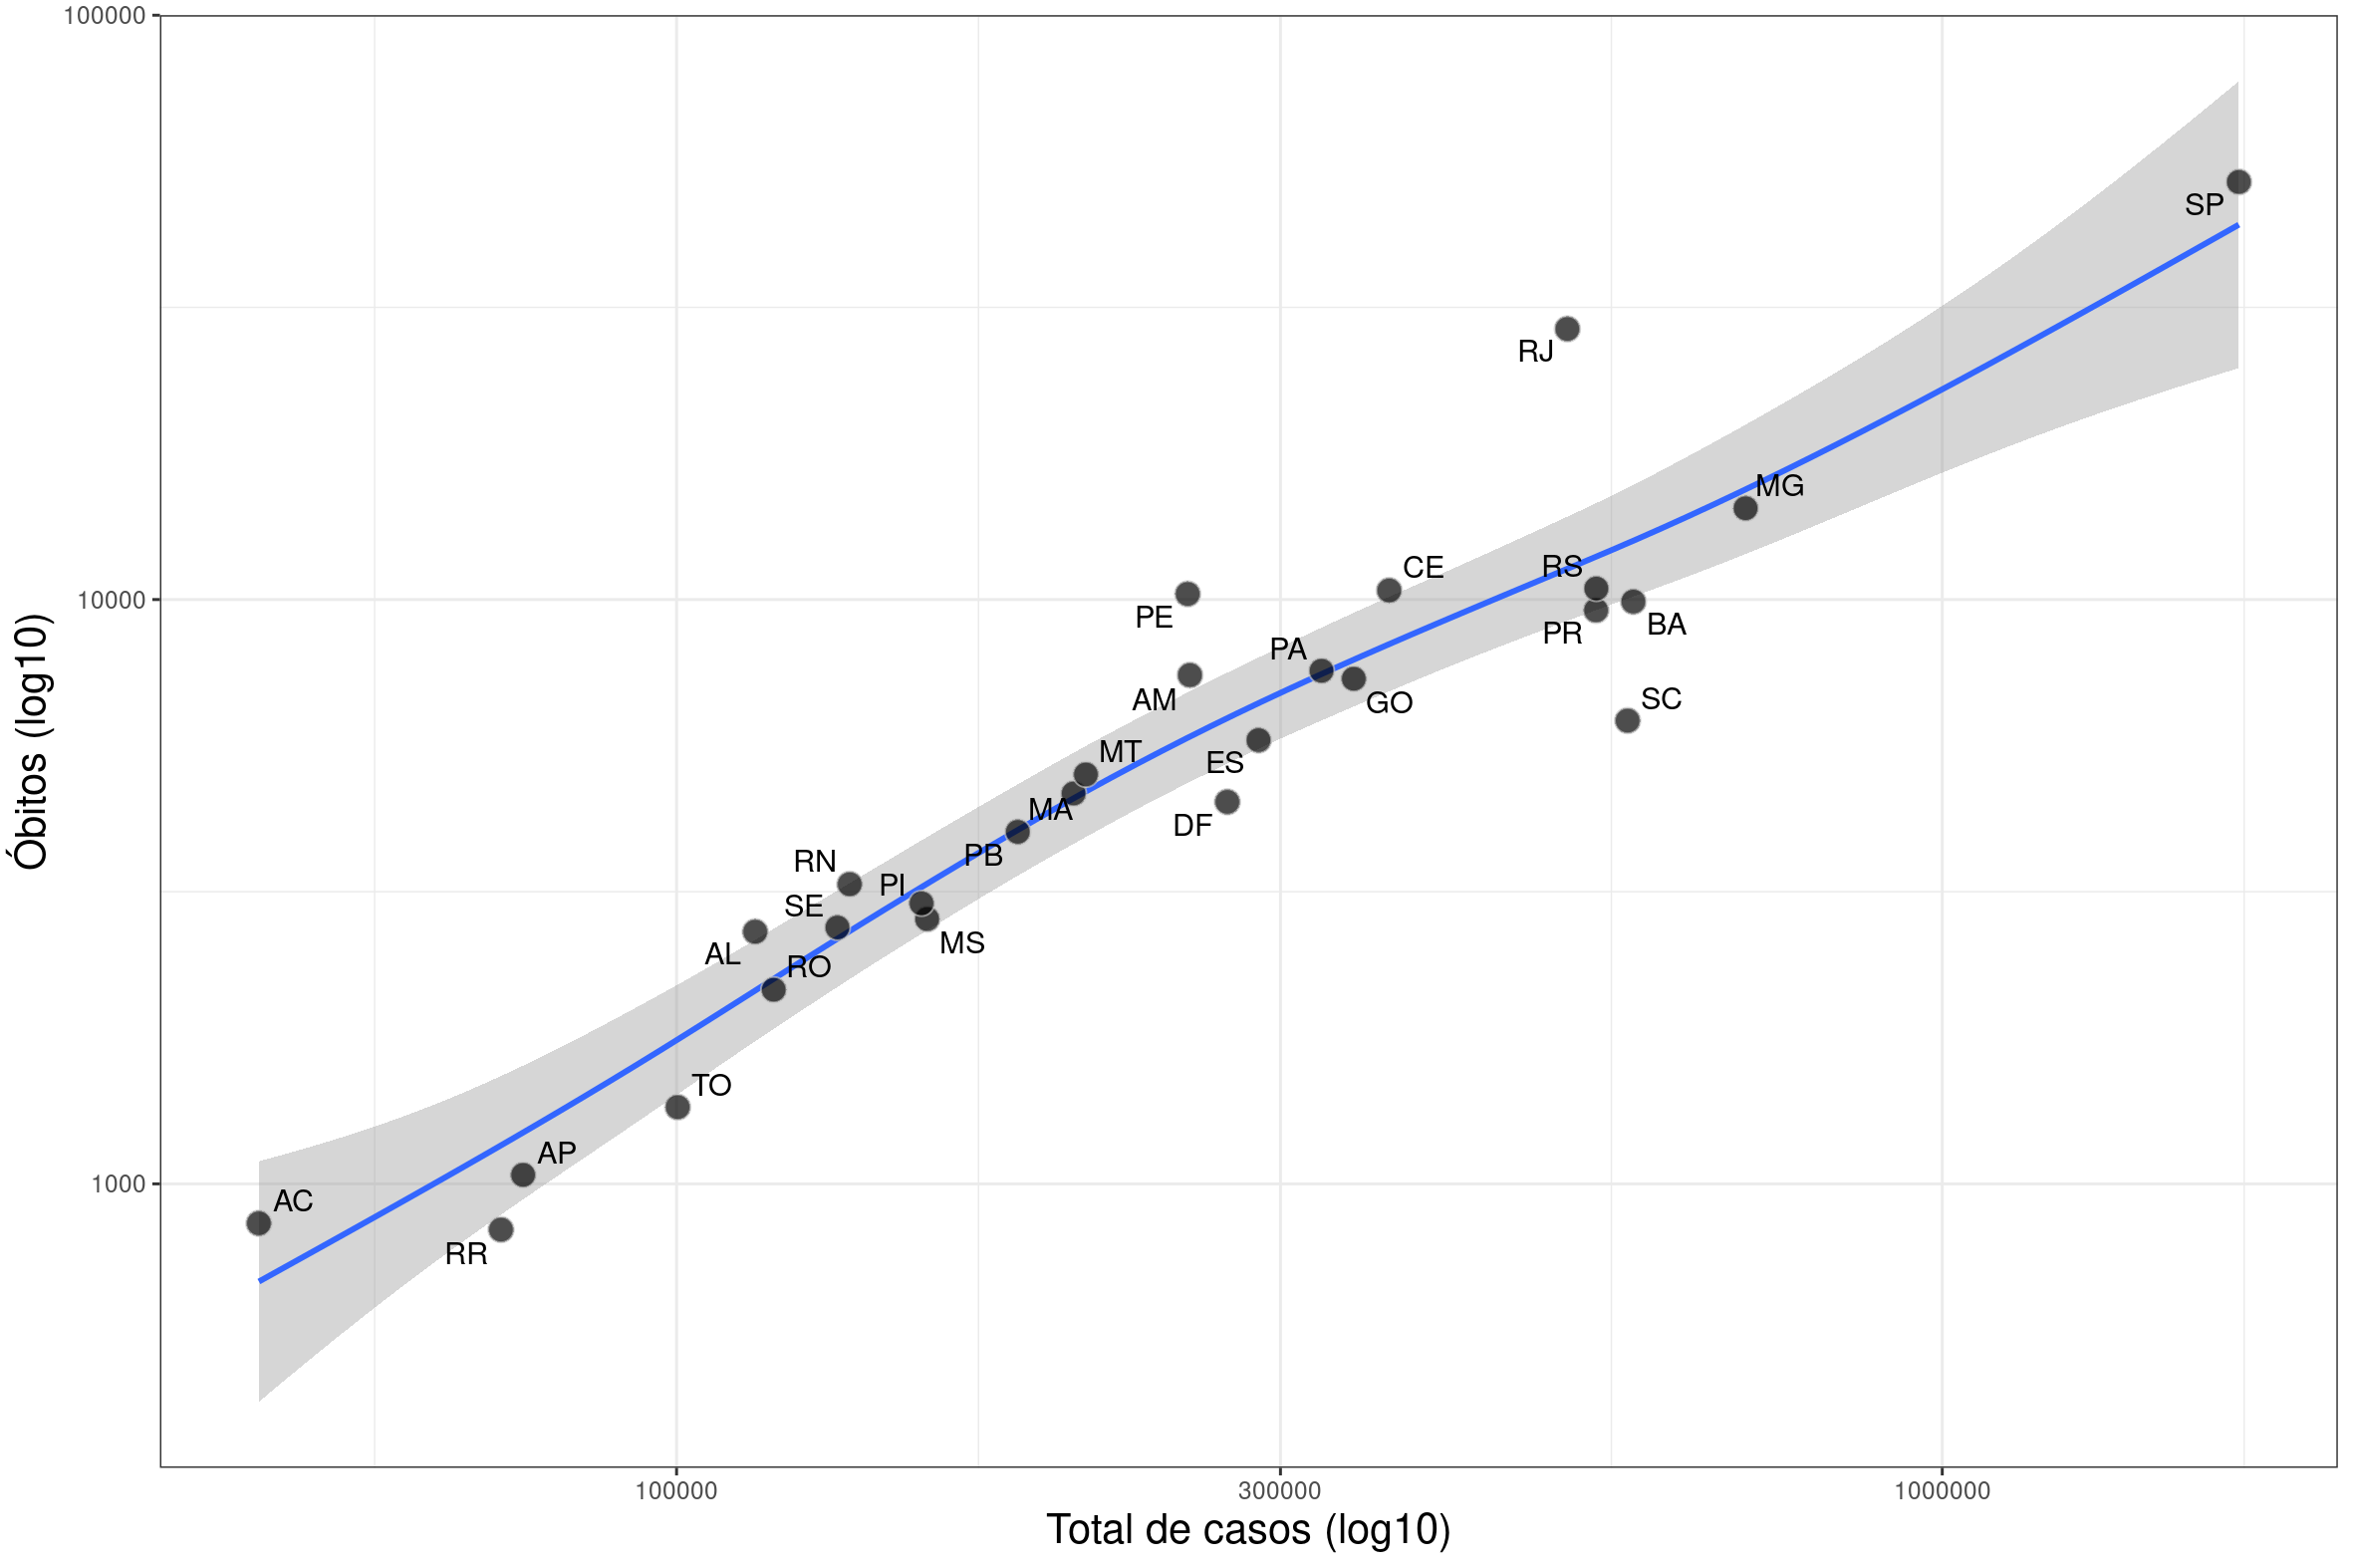 100000
SP
RJ
MG
CE
RS
10000
PE
BA
PR
PA
AM
SC
GO
MT
ES
MA
DF
PB
RN
PI
SE
MS
AL
RO
TO
AP
1000
AC
RR
Óbitos (log10)
100000
300000
1000000
Total de casos (log10)